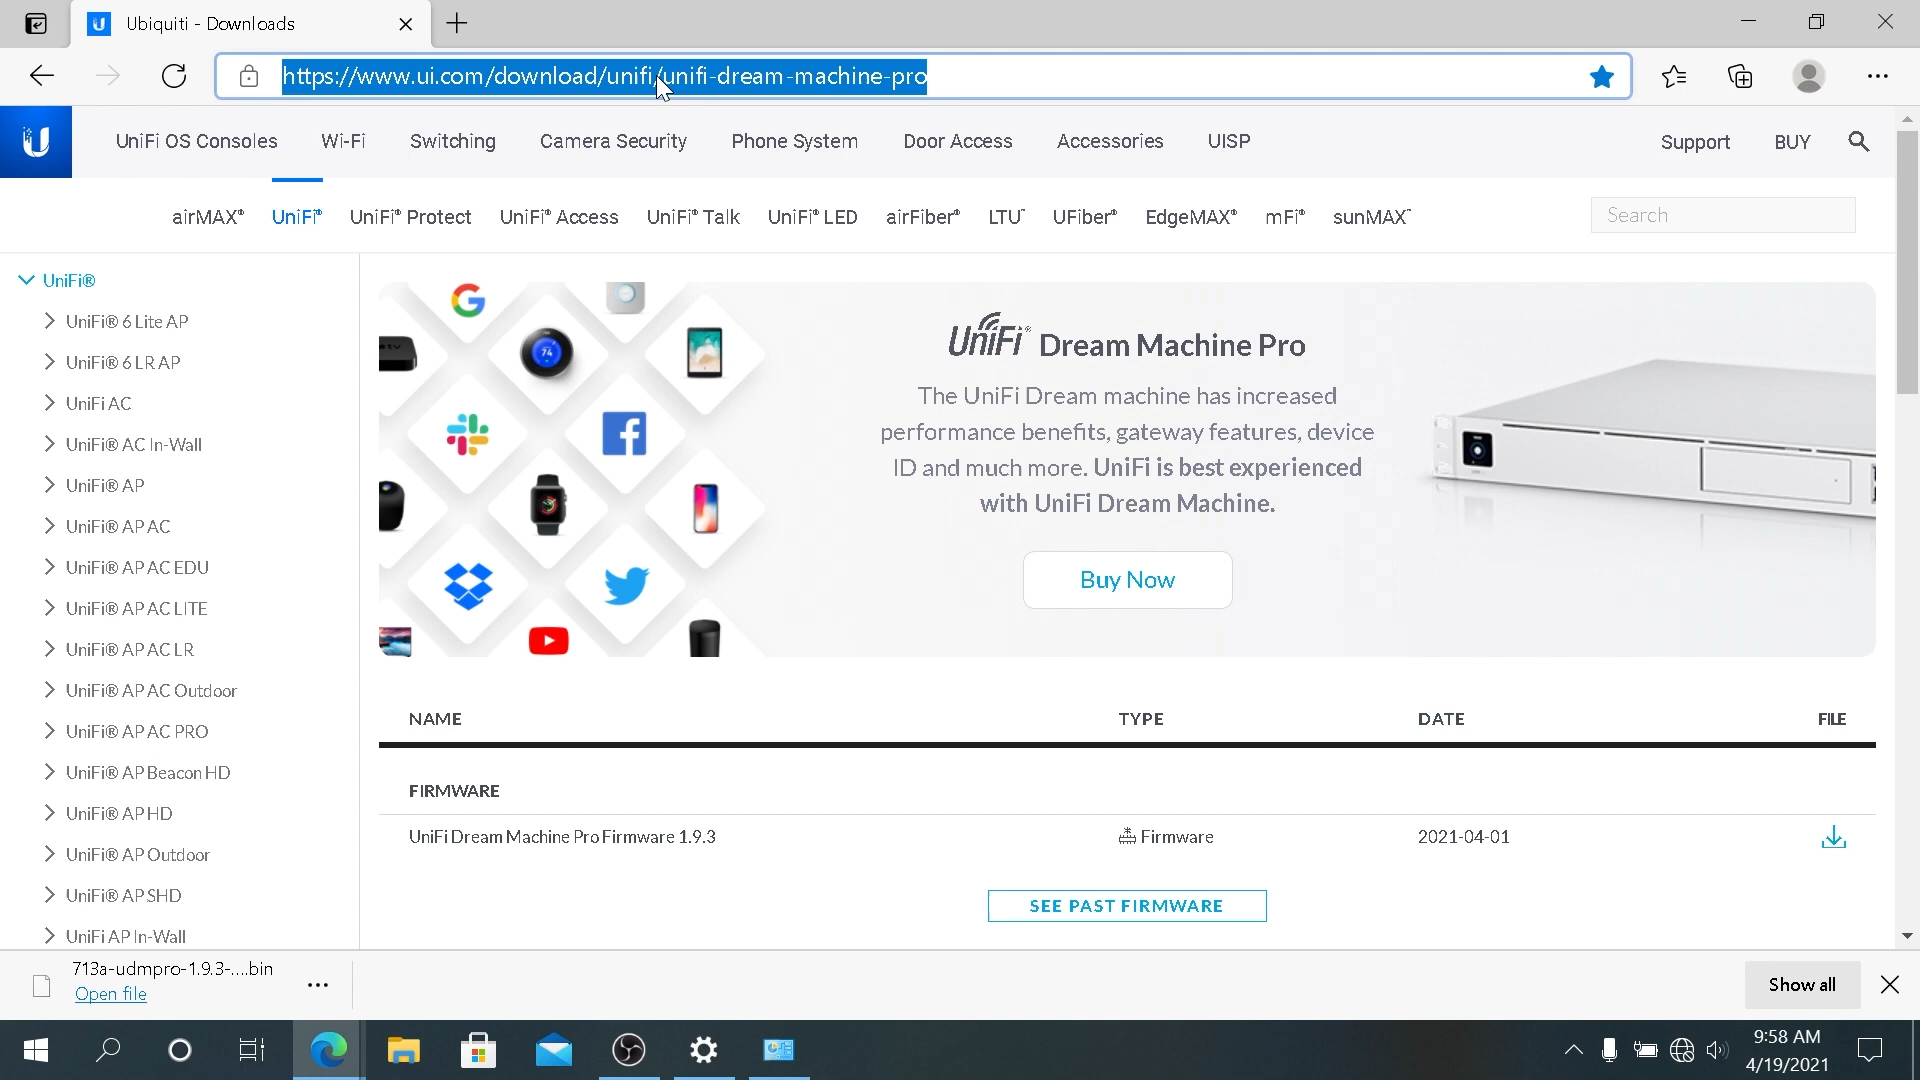 Ubiquiti - Downloads
https://www.ui.com/download/unifi/unifi-dream-machine-pro
UniFi OS Consoles Wi-Fi Switching Camera Security Phone System Door Access Accessories UISP Support BUY
airMAX® UniFi® UniFi® Protect UniFi® Access UniFi® Talk UniFi® LED airFiber® LTU™ UFiber® EdgeMAX® mFi® sunMAX™ Search
UniFi®
UniFi® 6 Lite AP
UniFi® 6 LR AP
UniFi AC
UniFi® AC In-Wall
UniFi® AP
UniFi® AP AC
UniFi® AP AC EDU
UniFi® AP AC LITE
UniFi® AP AC LR
UniFi® AP AC Outdoor
UniFi® AP AC PRO
UniFi® AP Beacon HD
UniFi® AP HD
UniFi® AP Outdoor
UniFi® AP SHD
UniFi AP In-Wall
UniFi® Dream Machine Pro
The UniFi Dream machine has increased
performance benefits, gateway features, device
ID and much more. UniFi is best experienced
with UniFi Dream Machine.
Buy Now
74
NAME TYPE DATE FILE
FIRMWARE
UniFi Dream Machine Pro Firmware 1.9.3 Firmware 2021-04-01
SEE PAST FIRMWARE
713a-udmpro-1.9.3-....bin
Open file
Show all
9:58 AM
4/19/2021